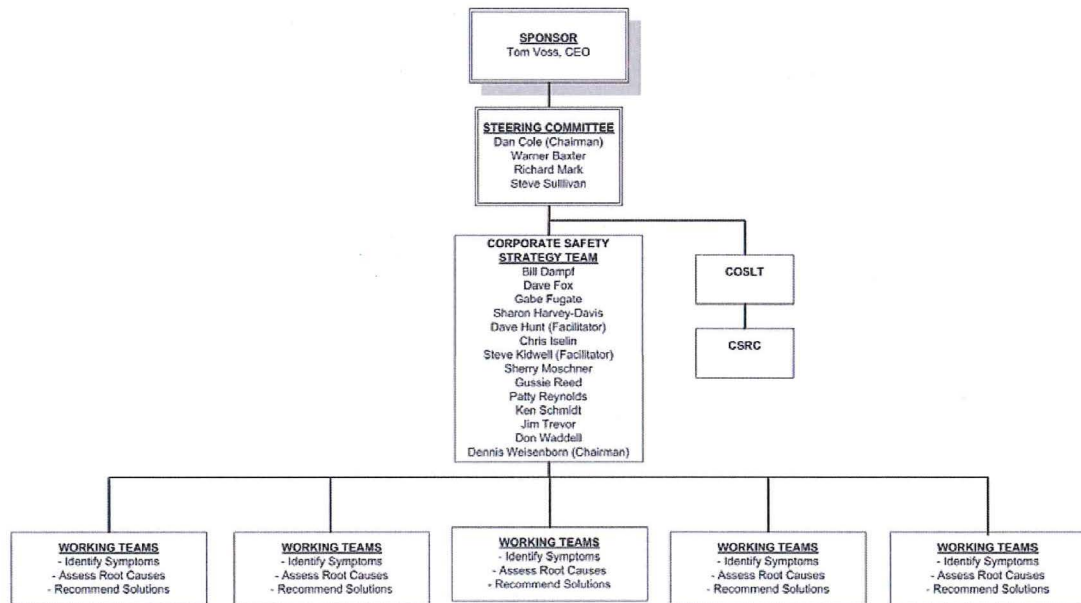 SPONSOR
Tom Voss, CEO
STEERING COMMITTEE
Dan Cole (Chairman)
Warner Baxter
Richard Mark
Steve Sulllivan
CORPORATE SAFETY
STRATEGY TEAM
Bill Dampf
Dave Fox
Gabe Fugate
Sharon Harvey-Davis
Dave Hunt (Facilitator)
Chris Iselin
Steve Kidwell (Facilitator)
Sherry Moschner
Gussie Reed
Patty Reynolds
Ken Schmidt
Jim Trevor
Don Waddell
Dennis Weisenborn (Chairman)
COSLT
CSRC
WORKING TEAMS
- Identify Symptoms
- Assess Root Causes
- Recommend Solutions
WORKING TEAMS
- Identify Symptoms
- Assess Root Causes
- Recommend Solutions
WORKING TEAMS
- Identify Symptoms
- Assess Root Causes
- Recommend Solutions
WORKING TEAMS
- Identify Symptoms
- Assess Root Causes
- Recommend Solutions
WORKING TEAMS
- Identify Symptoms
- Assess Root Causes
- Recommend Solutions